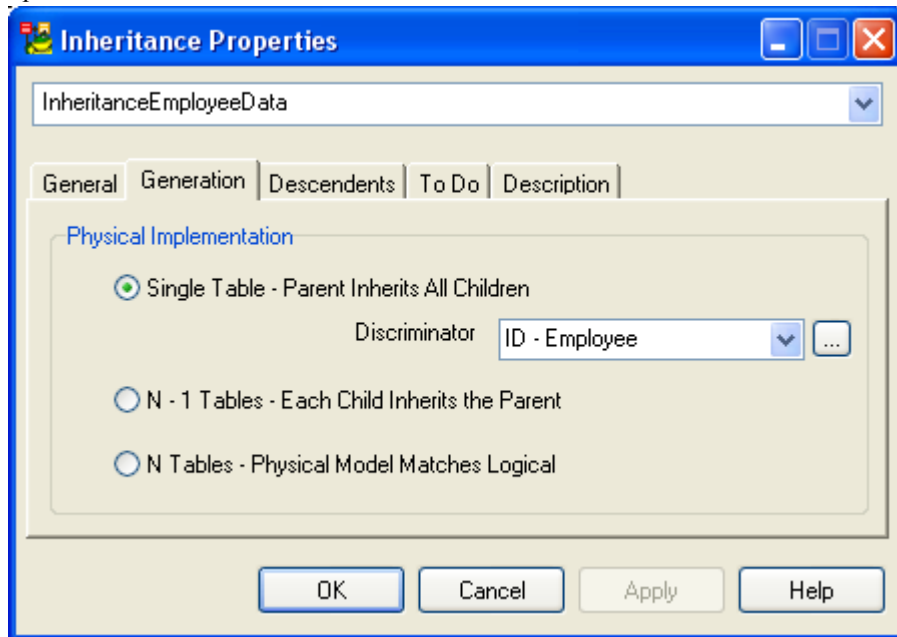 Inheritance Properties
InheritanceEmployeeData
General Generation Descendents To Do Description
Physical Implementation
Single Table - Parent Inherits All Children
Discriminator ID - Employee ...
N - 1 Tables - Each Child Inherits the Parent
N Tables - Physical Model Matches Logical
OK Cancel Apply Help